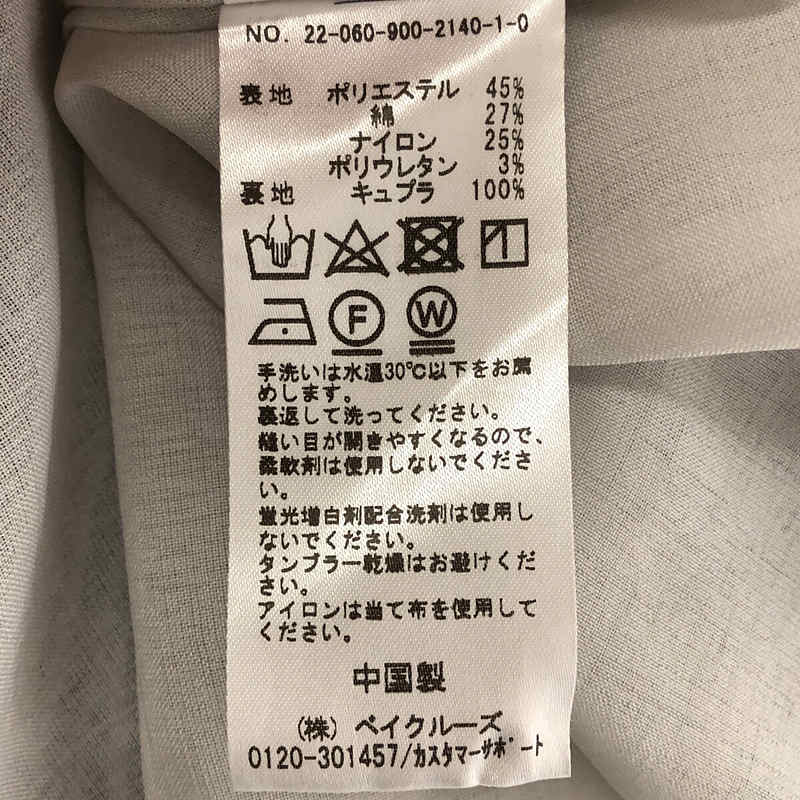 NO. 22-060-900-2140-1-0
表地 ポリエステル 45%
綿 27%
ナイロン 25%
ポリウレタン 3%
裏地 キュプラ 100%
F W
手洗いは水温30℃以下をお薦
めします。
裏返して洗ってください。
縫い目が開きやすくなるので、
柔軟剤は使用しないでくださ
い。
蛍光増白剤配合洗剤は使用し
ないでください。
タンブラー乾燥はお避けくだ
さい。
アイロンは当て布を使用して
ください。
中国製
(株) ベイクルーズ
0120-301457/カスタマーサポート